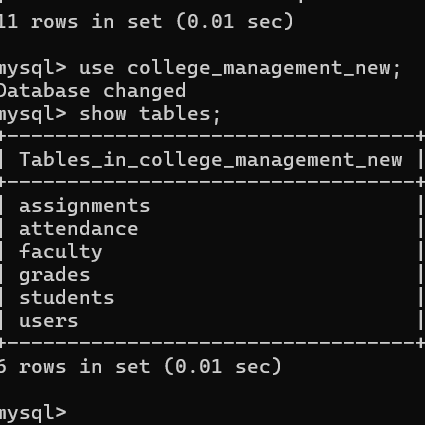 11 rows in set (0.01 sec)
mysql> use college_management_new;
Database changed
mysql> show tables;
+----------------------------------+
| Tables_in_college_management_new |
+----------------------------------+
| assignments                      |
| attendance                       |
| faculty                          |
| grades                           |
| students                         |
| users                            |
+----------------------------------+
6 rows in set (0.01 sec)
mysql>